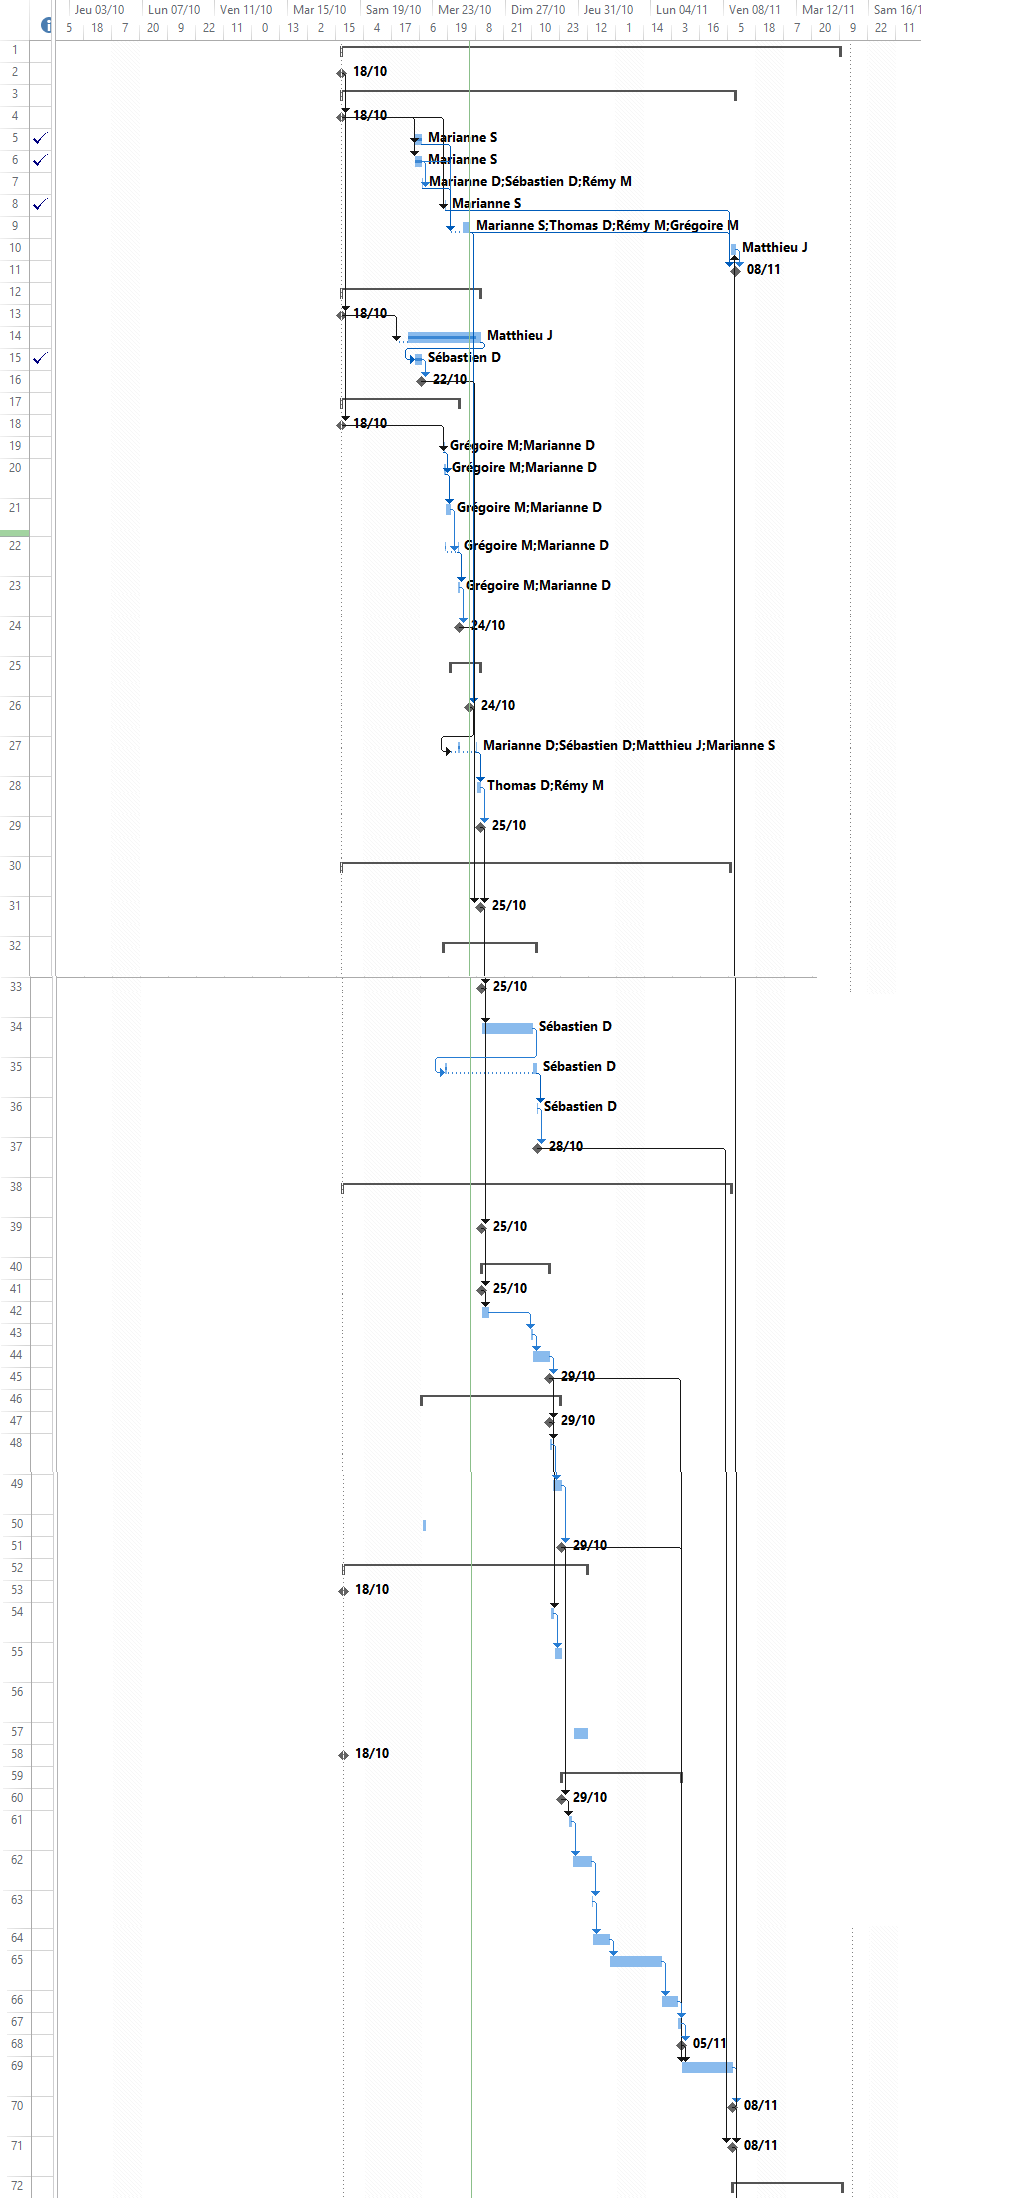 Jeu 03/10 Lun 07/10 Ven 11/10 Mar 15/10 Sam 19/10 Mer 23/10 Dim 27/10 Jeu 31/10 Lun 04/11 Ven 08/11 Mar 12/11 Sam 16/1
5 18 7 20 9 22 11 0 13 2 15 4 17 6 19 8 21 10 23 12 1 14 3 16 5 18 7 20 9 22 11
1
2 18/10
3
4 18/10
5 Marianne S
6 Marianne S
7 Marianne D;Sébastien D;Rémy M
8 Marianne S
9 Marianne S;Thomas D;Rémy M;Grégoire M
10 Matthieu J
11 08/11
12
13 18/10
14 Matthieu J
15 Sébastien D
16 22/10
17
18 18/10
19 Grégoire M;Marianne D
20 Grégoire M;Marianne D
21 Grégoire M;Marianne D
22 Grégoire M;Marianne D
23 Grégoire M;Marianne D
24 24/10
25
26 24/10
27 Marianne D;Sébastien D;Matthieu J;Marianne S
28 Thomas D;Rémy M
29 25/10
30
31 25/10
32
33 25/10
34 Sébastien D
35 Sébastien D
36 Sébastien D
37 28/10
38
39 25/10
40
41 25/10
42
43
44
45 29/10
46
47 29/10
48
49
50
51 29/10
52
53 18/10
54
55
56
57
58 18/10
59
60 29/10
61
62
63
64
65
66
67
68 05/11
69
70 08/11
71 08/11
72